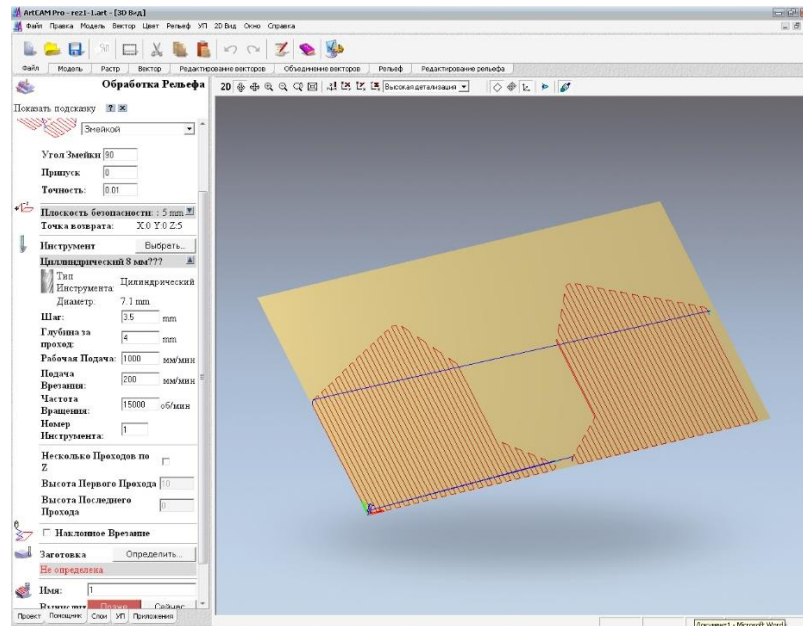 ArtCAM Pro - rez1-1.art - [3D Вид]
Файл Правка Модель Вектор Цвет Рельеф УП 2D Вид Окно Справка
Файл Модель Растр Вектор Редактирование векторов Объединение векторов Рельеф Редактирование рельефа
Обработка Рельефа
2D Высокая детализация
Показать подсказку
Змейкой
Угол Змейки 90
Припуск 0
Точность: 0.01
Плоскость безопасности: : 5 mm
Точка возврата: X:0 Y:0 Z:5
Инструмент Выбрать...
Циллиндрический 8 мм???
Тип
Инструмента: Цилиндрический
Диаметр: 7.1 mm
Шаг: 3.5 mm
Глубина за
проход: 4 mm
Рабочая Подача: 1000 мм/мин
Подача
Врезания: 200 мм/мин
Частота
Вращения: 15000 об/мин
Номер
Инструмента: 1
Несколько Проходов по
Z
Высота Первого Прохода 10
Высота Последнего
Прохода 0
Наклонное Врезание
Заготовка Определить...
Не определена
Имя: 1
Проект Помощник Слои УП Приложения
Документ1 - Microsoft Word